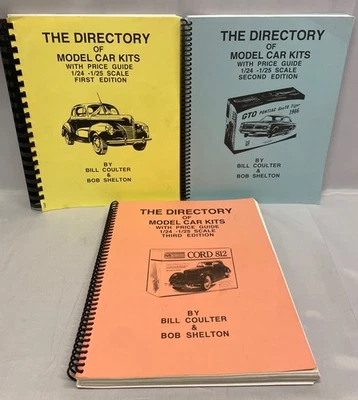 THE DIRECTORY
OF
MODEL CAR KITS
WITH PRICE GUIDE
1/24 -1/25 SCALE
FIRST EDITION
BY
BILL COULTER
&
BOB SHELTON
THE DIRECTORY
OF
MODEL CAR KITS
WITH PRICE GUIDE
1/24 -1/25 SCALE
SECOND EDITION
GTO
PONTIAC
1966
BY
BILL COULTER
&
BOB SHELTON
THE DIRECTORY
OF
MODEL CAR KITS
WITH PRICE GUIDE
1/24 -1/25 SCALE
THIRD EDITION
CORD 812
BY
BILL COULTER
&
BOB SHELTON